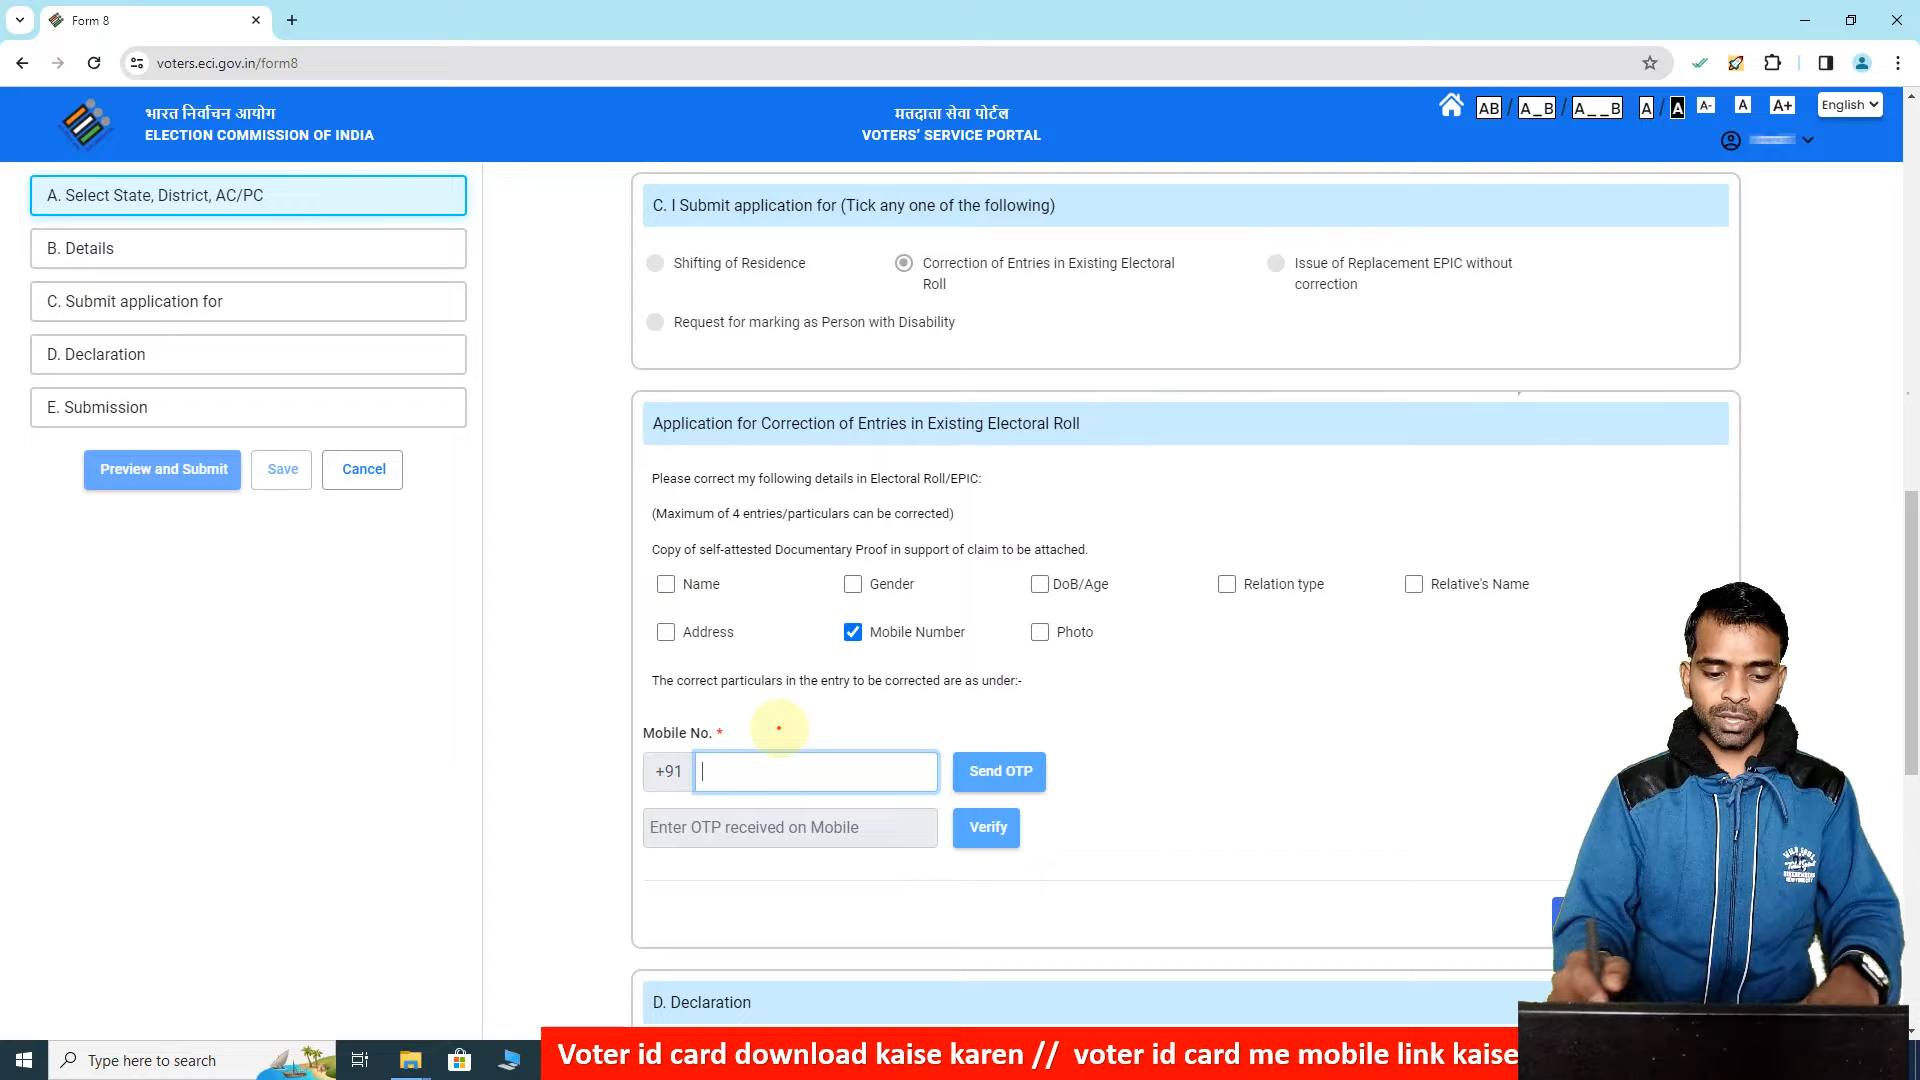 Form 8
voters.eci.gov.in/form8
भारत निर्वाचन आयोग
ELECTION COMMISSION OF INDIA
मतदाता सेवा पोर्टल
VOTERS' SERVICE PORTAL
AB / A_B / A__B A / A A- A A+ English
A. Select State, District, AC/PC
B. Details
C. Submit application for
D. Declaration
E. Submission
Preview and Submit Save Cancel
C. I Submit application for (Tick any one of the following)
Shifting of Residence
Correction of Entries in Existing Electoral
Roll
Issue of Replacement EPIC without
correction
Request for marking as Person with Disability
Application for Correction of Entries in Existing Electoral Roll
Please correct my following details in Electoral Roll/EPIC:
(Maximum of 4 entries/particulars can be corrected)
Copy of self-attested Documentary Proof in support of claim to be attached.
Name Gender DoB/Age Relation type Relative's Name
Address Mobile Number Photo
The correct particulars in the entry to be corrected are as under:-
Mobile No. *
+91 Send OTP
Enter OTP received on Mobile Verify
D. Declaration
Type here to search
Voter id card download kaise karen // voter id card me mobile link kaise